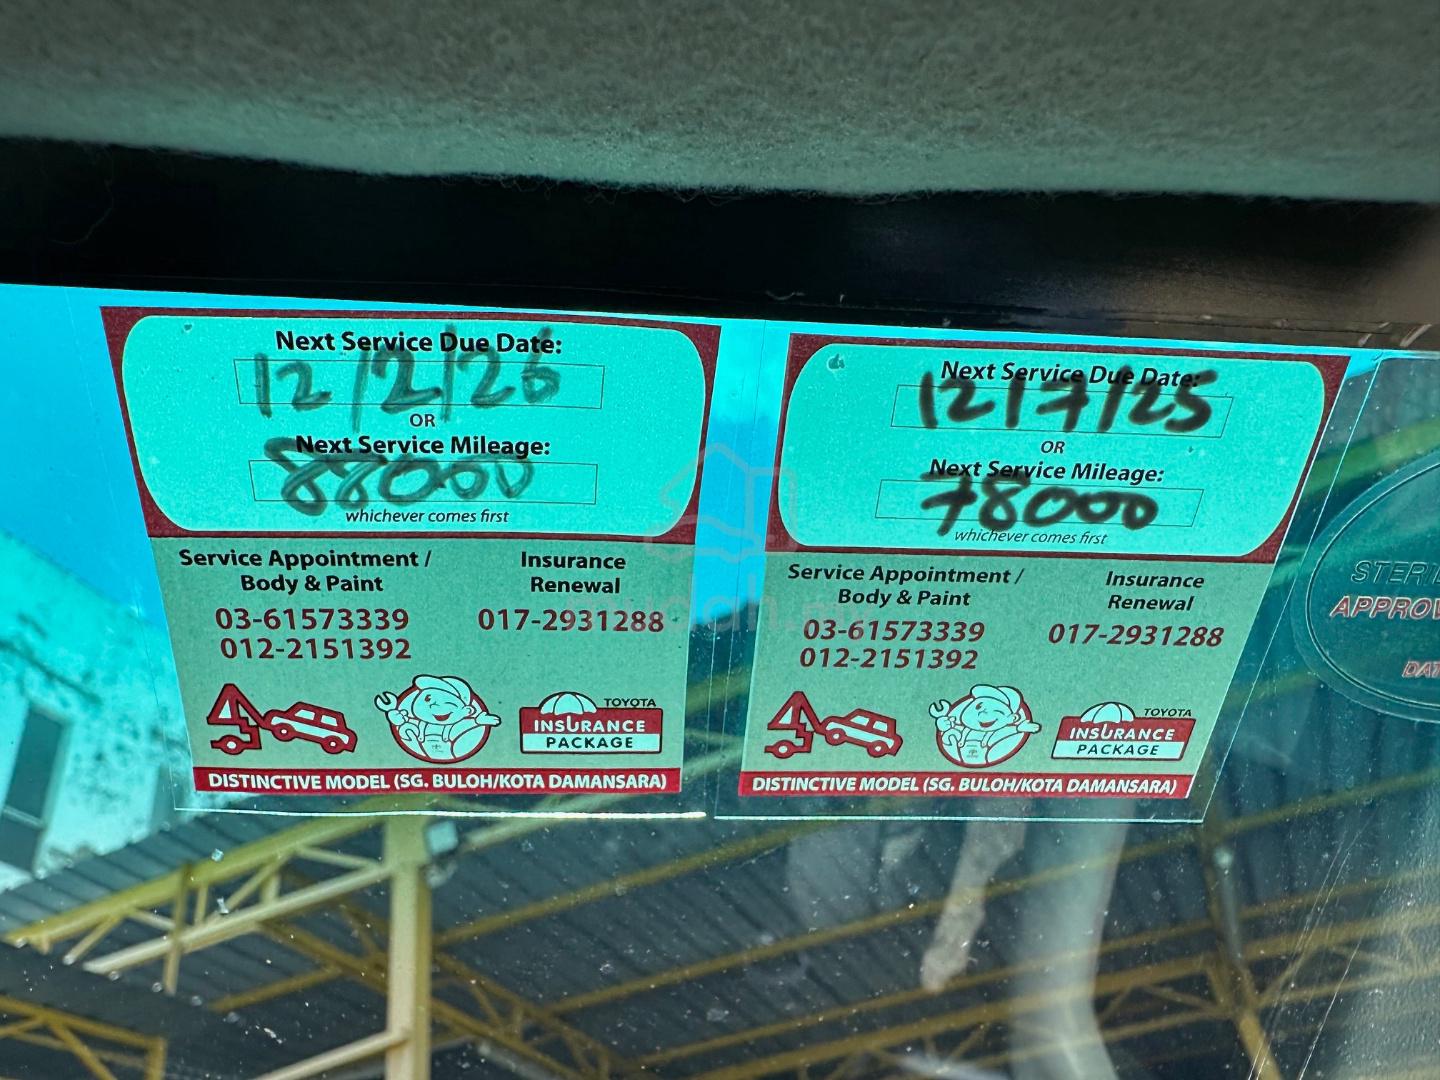 Next Service Due Date:
12/2/26
OR
Next Service Mileage:
88000
whichever comes first
Service Appointment /
Body & Paint
03-61573339
012-2151392
Insurance
Renewal
017-2931288
TOYOTA
INSURANCE
PACKAGE
DISTINCTIVE MODEL (SG. BULOH/KOTA DAMANSARA)
Next Service Due Date:
12/7/25
OR
Next Service Mileage:
78000
whichever comes first
Service Appointment /
Body & Paint
03-61573339
012-2151392
Insurance
Renewal
017-2931288
TOYOTA
INSURANCE
PACKAGE
DISTINCTIVE MODEL (SG. BULOH/KOTA DAMANSARA)